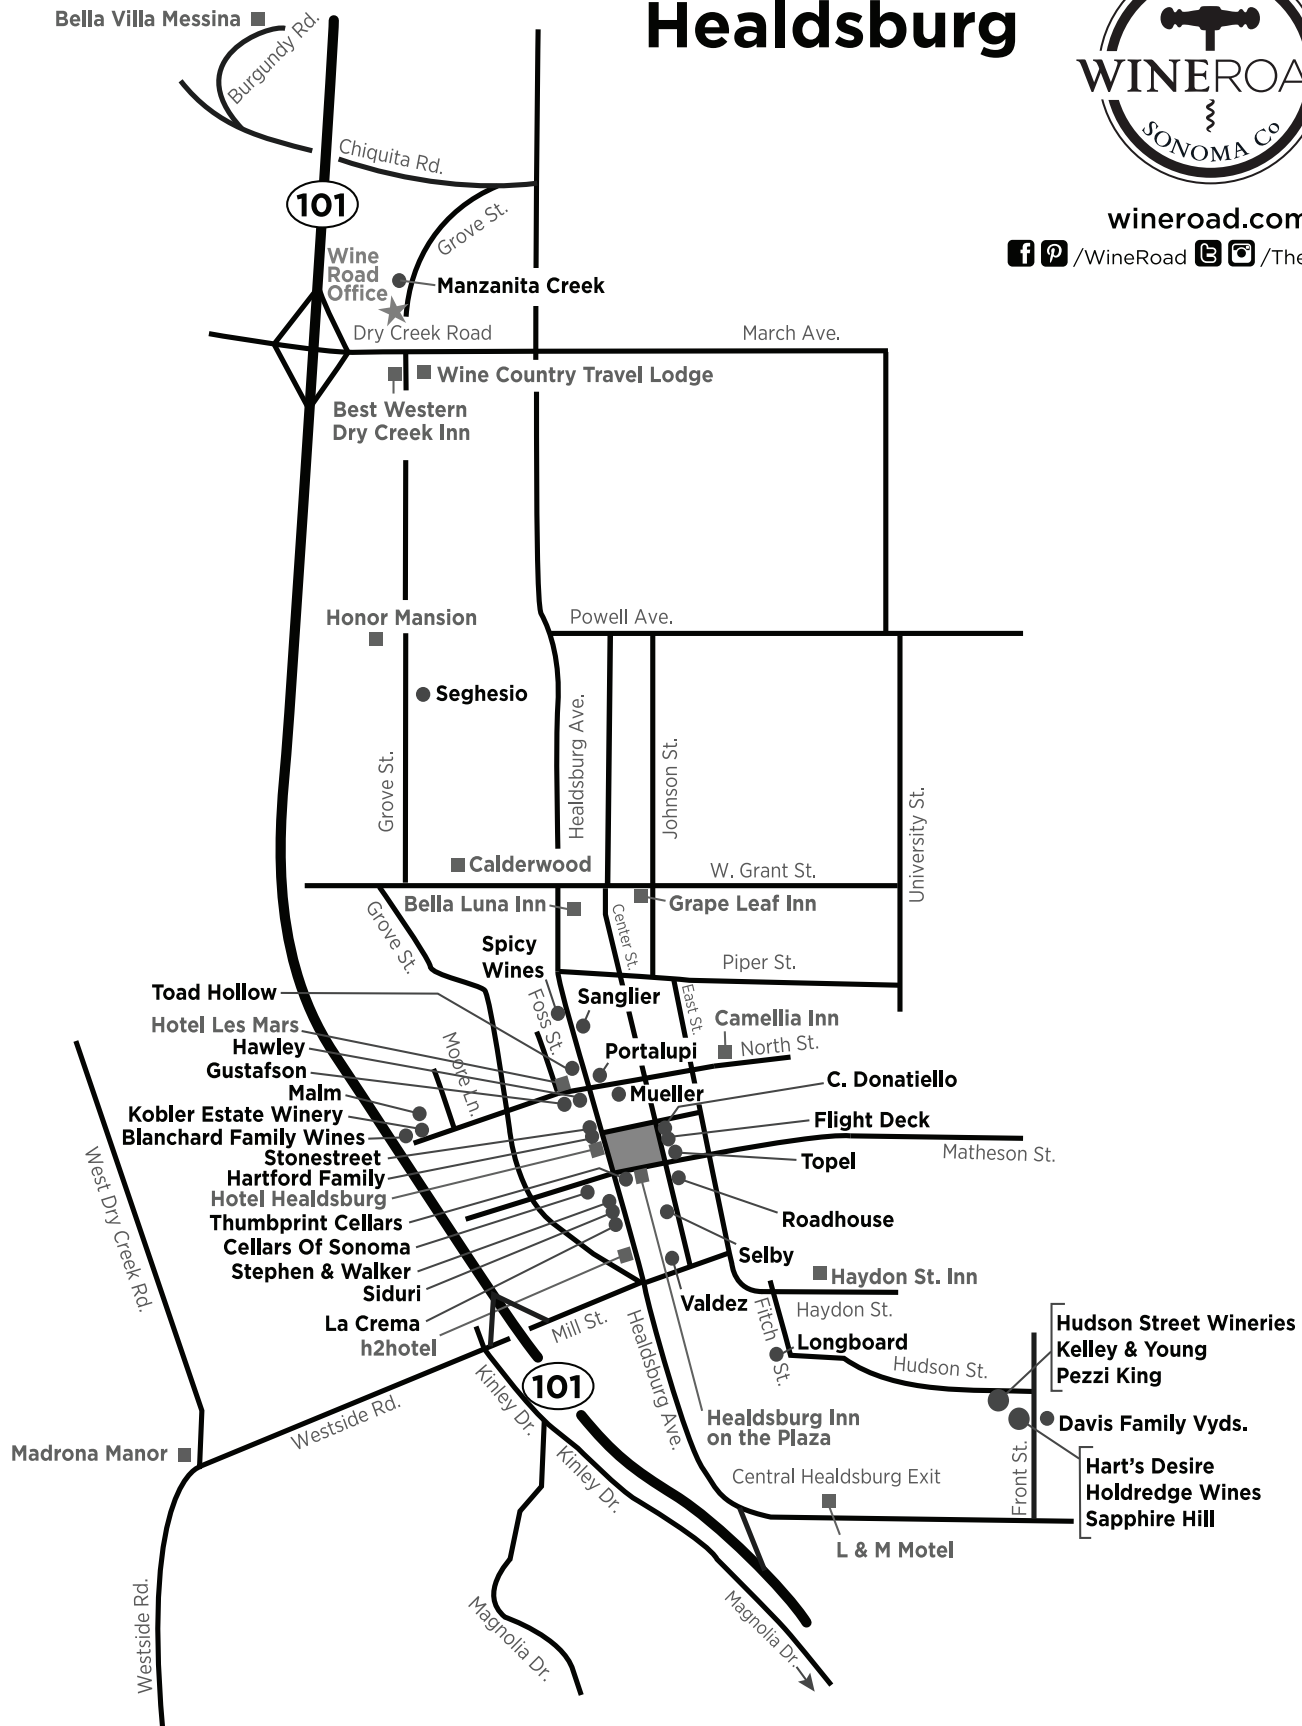 Healdsburg
WINEROA
SONOMA Co
wineroad.com
/WineRoad
/The
Bella Villa Messina
Burgundy Rd.
Chiquita Rd.
101
Grove St.
Wine
Road
Office
Manzanita Creek
Dry Creek Road
March Ave.
Wine Country Travel Lodge
Best Western
Dry Creek Inn
Honor Mansion
Powell Ave.
Seghesio
Grove St.
Healdsburg Ave.
Johnson St.
University St.
Calderwood
W. Grant St.
Bella Luna Inn
Grape Leaf Inn
Grove St.
Center St.
Spicy
Wines
Piper St.
Toad Hollow
Foss St.
Sanglier
East St.
Hotel Les Mars
Camellia Inn
Hawley
Moore Ln.
Portalupi
North St.
Gustafson
Malm
Mueller
C. Donatiello
Kobler Estate Winery
Flight Deck
Blanchard Family Wines
Stonestreet
Topel
Matheson St.
Hartford Family
Hotel Healdsburg
Thumbprint Cellars
Roadhouse
Cellars Of Sonoma
Selby
Stephen & Walker
Haydon St. Inn
Siduri
Valdez
Haydon St.
La Crema
h2hotel
Mill St.
Fitch St.
Longboard
Hudson St.
Hudson Street Wineries
Kelley & Young
Pezzi King
West Dry Creek Rd.
101
Kinley Dr.
Healdsburg Ave.
Westside Rd.
Healdsburg Inn
on the Plaza
Davis Family Vyds.
Madrona Manor
Kinley Dr.
Central Healdsburg Exit
Front St.
Hart's Desire
Holdredge Wines
Sapphire Hill
L & M Motel
Westside Rd.
Magnolia Dr.
Magnolia Dr.